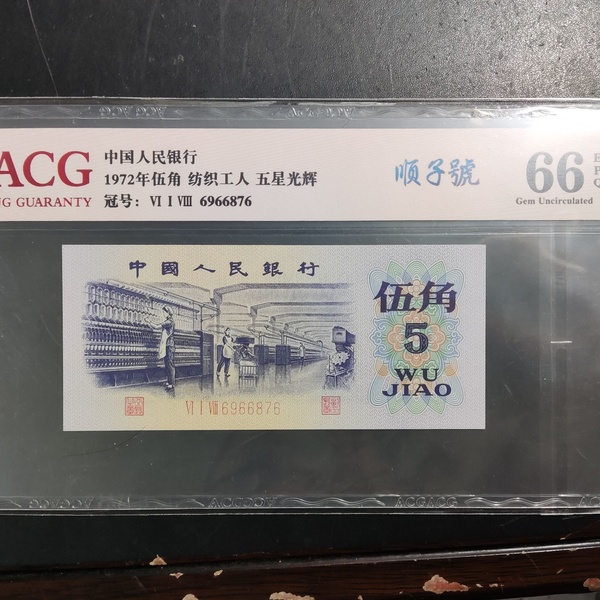 ACG
NG GUARANTY
中国人民银行
1972年伍角 纺织工人 五星光辉
冠号: VI I VIII 6966876
顺子號
66
Gem Uncirculated
E
P
Q
中國人民銀行
伍角
5
WU
JIAO
VI I VIII 6966876
ACGACG